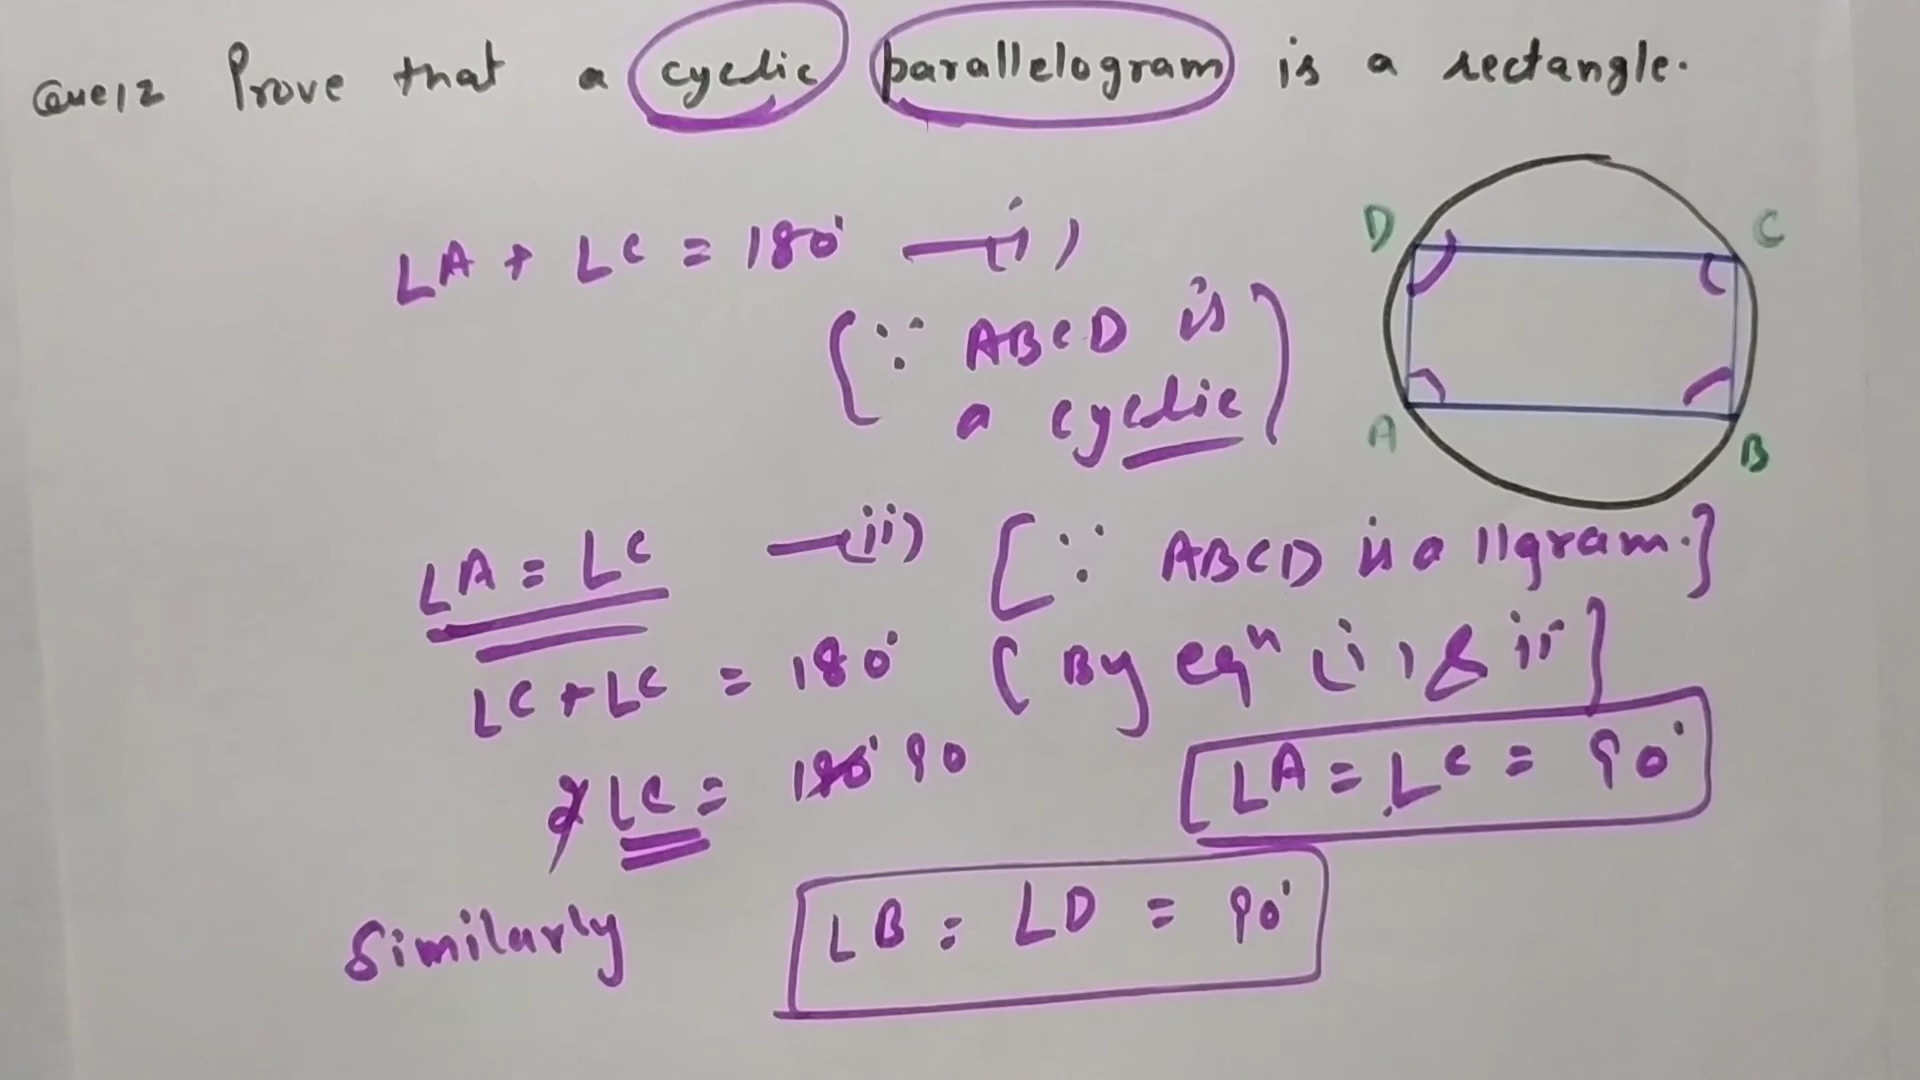 Que12 Prove that a cyclic parallelogram is a rectangle.
∠A + ∠C = 180° —(i)
(∵ ABCD is
a cyclic)
∠A = ∠C —(ii) [∵ ABCD is a ||gram.]
∠C + ∠C = 180° (By eqⁿ (i) & ii]
2∠C = 180° 90
∠A = ∠C = 90°
Similarly ∠B = ∠D = 90°
D C
A B